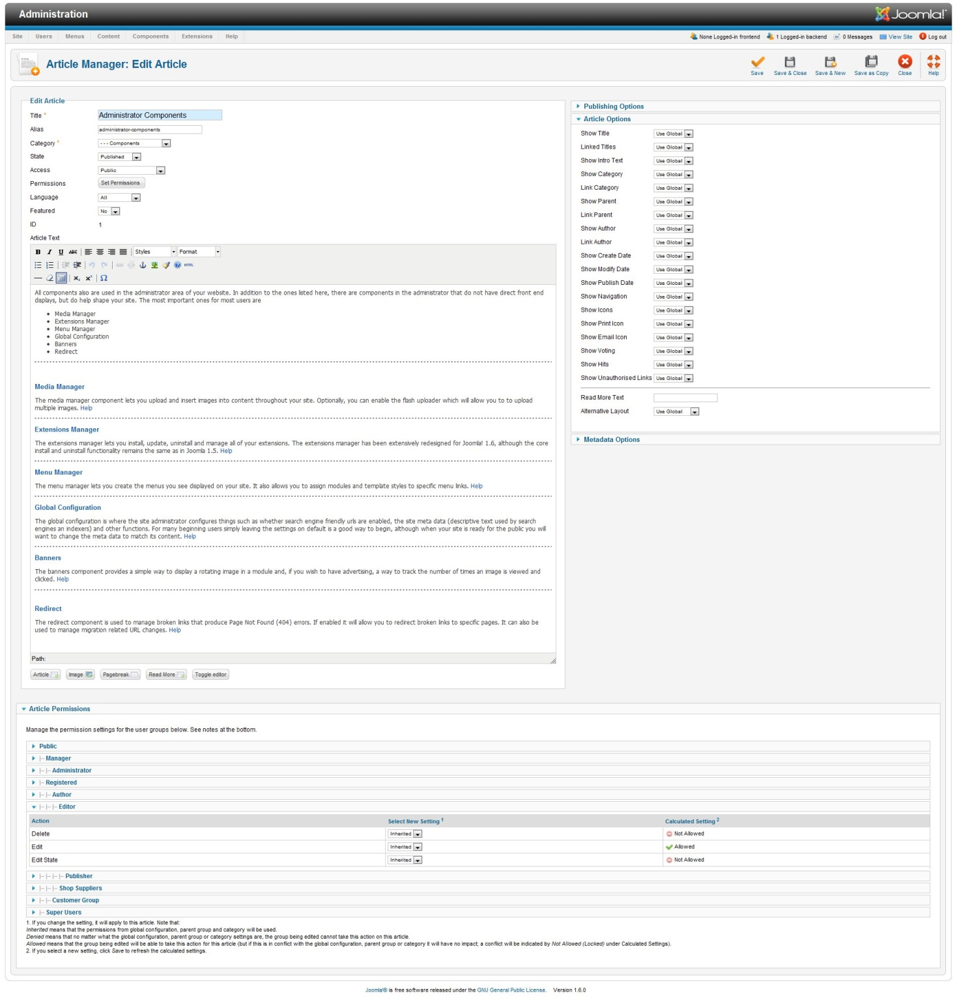 Administration
Joomla!
Site Users Menus Content Components Extensions Help
None Logged-in frontend 1 Logged-in backend 0 Messages View Site Log out
Article Manager: Edit Article
Save Save & Close Save & New Save as Copy Close Help
Edit Article
Title * Administrator Components
Alias administrator-components
Category * - - - Components
State Published
Access Public
Permissions Set Permissions
Language All
Featured No
ID 1
Article Text
B I U ABC Styles Format
HTML
x, x' Ω
All components also are used in the administrator area of your website. In addition to the ones listed here, there are components in the administrator that do not have direct front end
displays, but do help shape your site. The most important ones for most users are
• Media Manager
• Extensions Manager
• Menu Manager
• Global Configuration
• Banners
• Redirect
Media Manager
The media manager component lets you upload and insert images into content throughout your site. Optionally, you can enable the flash uploader which will allow you to to upload
multiple images. Help
Extensions Manager
The extensions manager lets you install, update, uninstall and manage all of your extensions. The extensions manager has been extensively redesigned for Joomla! 1.6, although the core
install and uninstall functionality remains the same as in Joomla 1.5. Help
Menu Manager
The menu manager lets you create the menus you see displayed on your site. It also allows you to assign modules and template styles to specific menu links. Help
Global Configuration
The global configuration is where the site administrator configures things such as whether search engine friendly urls are enabled, the site meta data (descriptive text used by search
engines an indexers) and other functions. For many beginning users simply leaving the settings on default is a good way to begin, although when your site is ready for the public you will
want to change the meta data to match its content. Help
Banners
The banners component provides a simple way to display a rotating image in a module and, if you wish to have advertising, a way to track the number of times an image is viewed and
clicked. Help
Redirect
The redirect component is used to manage broken links that produce Page Not Found (404) errors. If enabled it will allow you to redirect broken links to specific pages. It can also be
used to manage migration related URL changes. Help
Path:
Article Image Pagebreak Read More Toggle editor
Publishing Options
Article Options
Show Title Use Global
Linked Titles Use Global
Show Intro Text Use Global
Show Category Use Global
Link Category Use Global
Show Parent Use Global
Link Parent Use Global
Show Author Use Global
Link Author Use Global
Show Create Date Use Global
Show Modify Date Use Global
Show Publish Date Use Global
Show Navigation Use Global
Show Icons Use Global
Show Print Icon Use Global
Show Email Icon Use Global
Show Voting Use Global
Show Hits Use Global
Show Unauthorised Links Use Global
Read More Text
Alternative Layout Use Global
Metadata Options
Article Permissions
Manage the permission settings for the user groups below. See notes at the bottom.
Public
|– Manager
|– |– Administrator
|– Registered
|– |– Author
|– |– |– Editor
Action Select New Setting 1 Calculated Setting 2
Delete Inherited Not Allowed
Edit Inherited Allowed
Edit State Inherited Not Allowed
|– |– |– |– Publisher
|– |– |– Shop Suppliers
|– |– Customer Group
|– Super Users
1. If you change the setting, it will apply to this article. Note that:
Inherited means that the permissions from global configuration, parent group and category will be used.
Denied means that no matter what the global configuration, parent group or category settings are, the group being edited cannot take this action on this article.
Allowed means that the group being edited will be able to take this action for this article (but if this is in conflict with the global configuration, parent group or category it will have no impact; a conflict will be indicated by Not Allowed (Locked) under Calculated Settings).
2. If you select a new setting, click Save to refresh the calculated settings.
Joomla!® is free software released under the GNU General Public License. Version 1.6.0